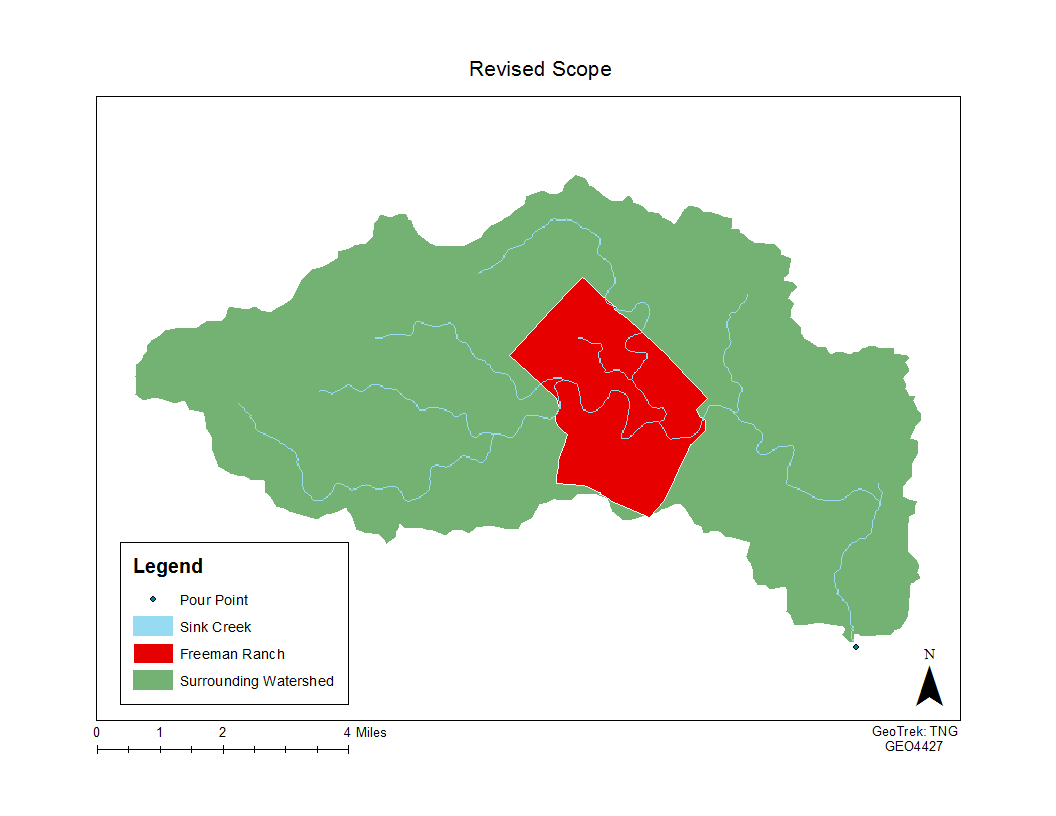 Revised Scope
Legend
Pour Point
Sink Creek
Freeman Ranch
Surrounding Watershed
N
0 1 2 4 Miles
GeoTrek: TNG
GEO4427